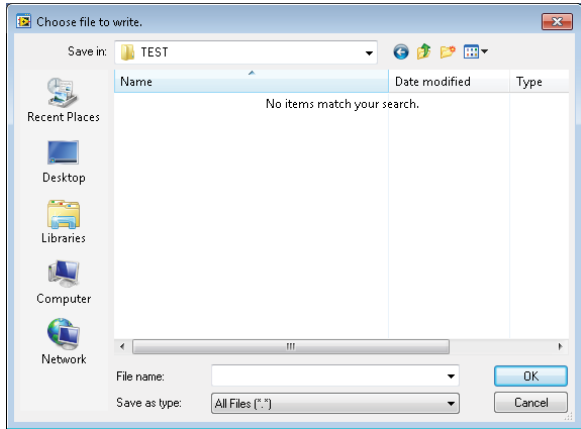 Choose file to write.
Save in: TEST
Name Date modified Type
No items match your search.
Recent Places
Desktop
Libraries
Computer
Network
File name: OK
Save as type: All Files (*.*) Cancel